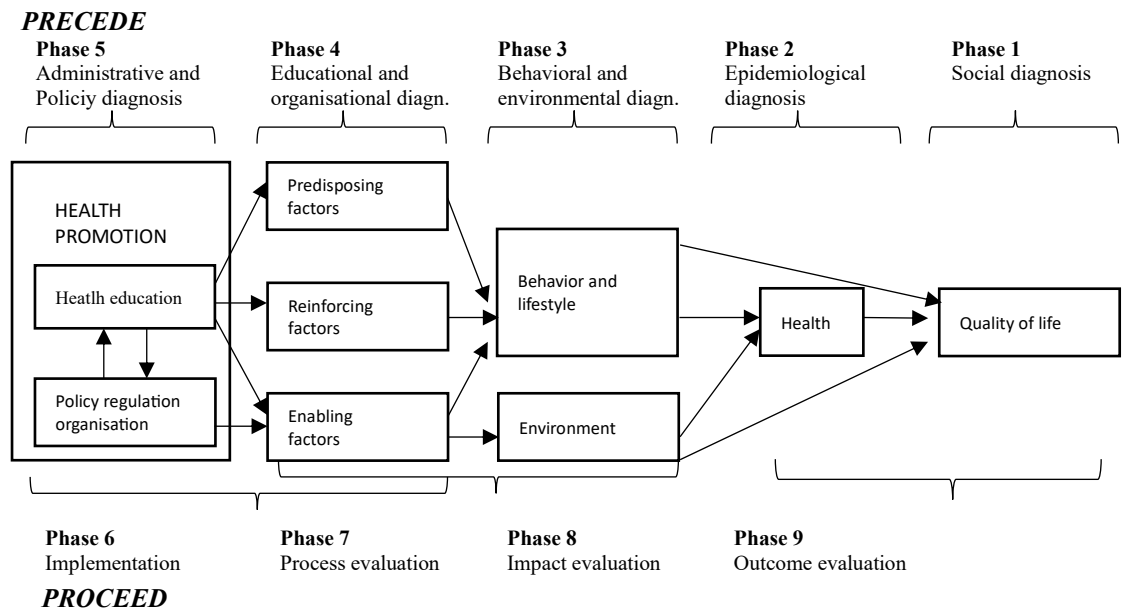 PRECEDE
Phase 5
Administrative and
Policiy diagnosis
Phase 4
Educational and
organisational diagn.
Phase 3
Behavioral and
environmental diagn.
Phase 2
Epidemiological
diagnosis
Phase 1
Social diagnosis
HEALTH
PROMOTION
Heatlh education
Policy regulation
organisation
Predisposing
factors
Reinforcing
factors
Enabling
factors
Behavior and
lifestyle
Environment
Health
Quality of life
Phase 6
Implementation
Phase 7
Process evaluation
Phase 8
Impact evaluation
Phase 9
Outcome evaluation
PROCEED